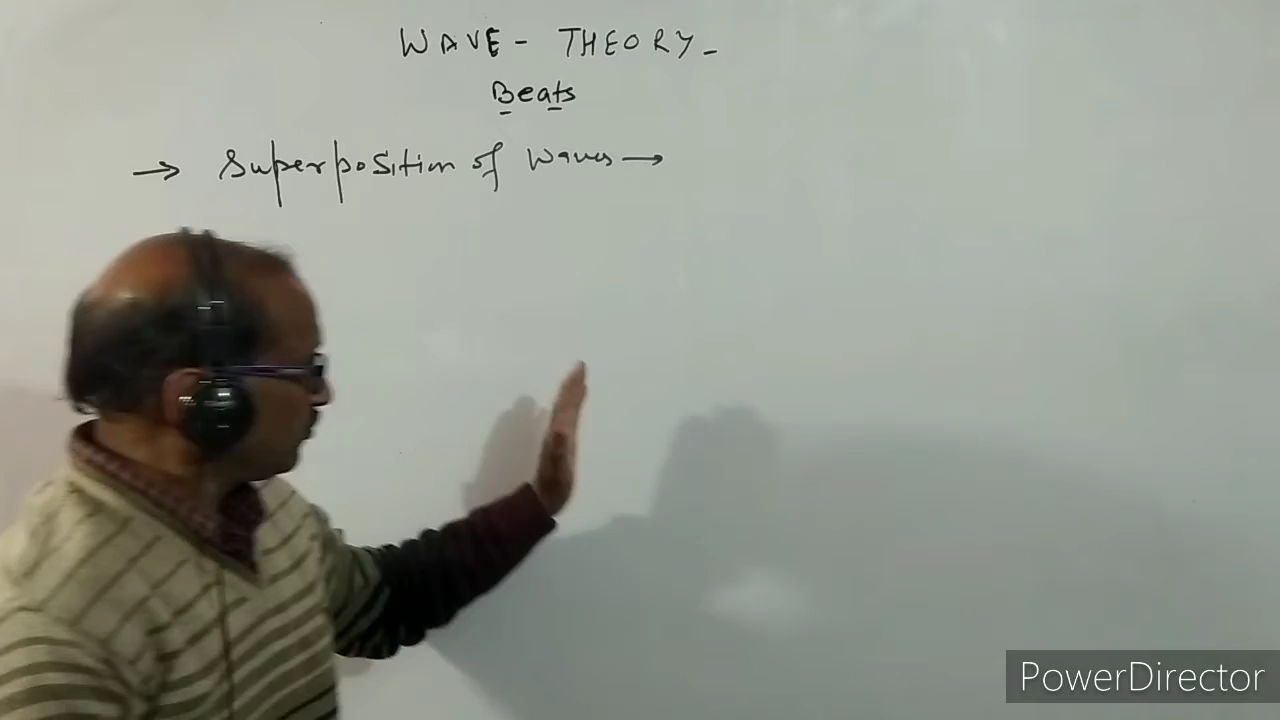 WAVE - THEORY -
Beats
→ Superposition of Waves →
PowerDirector